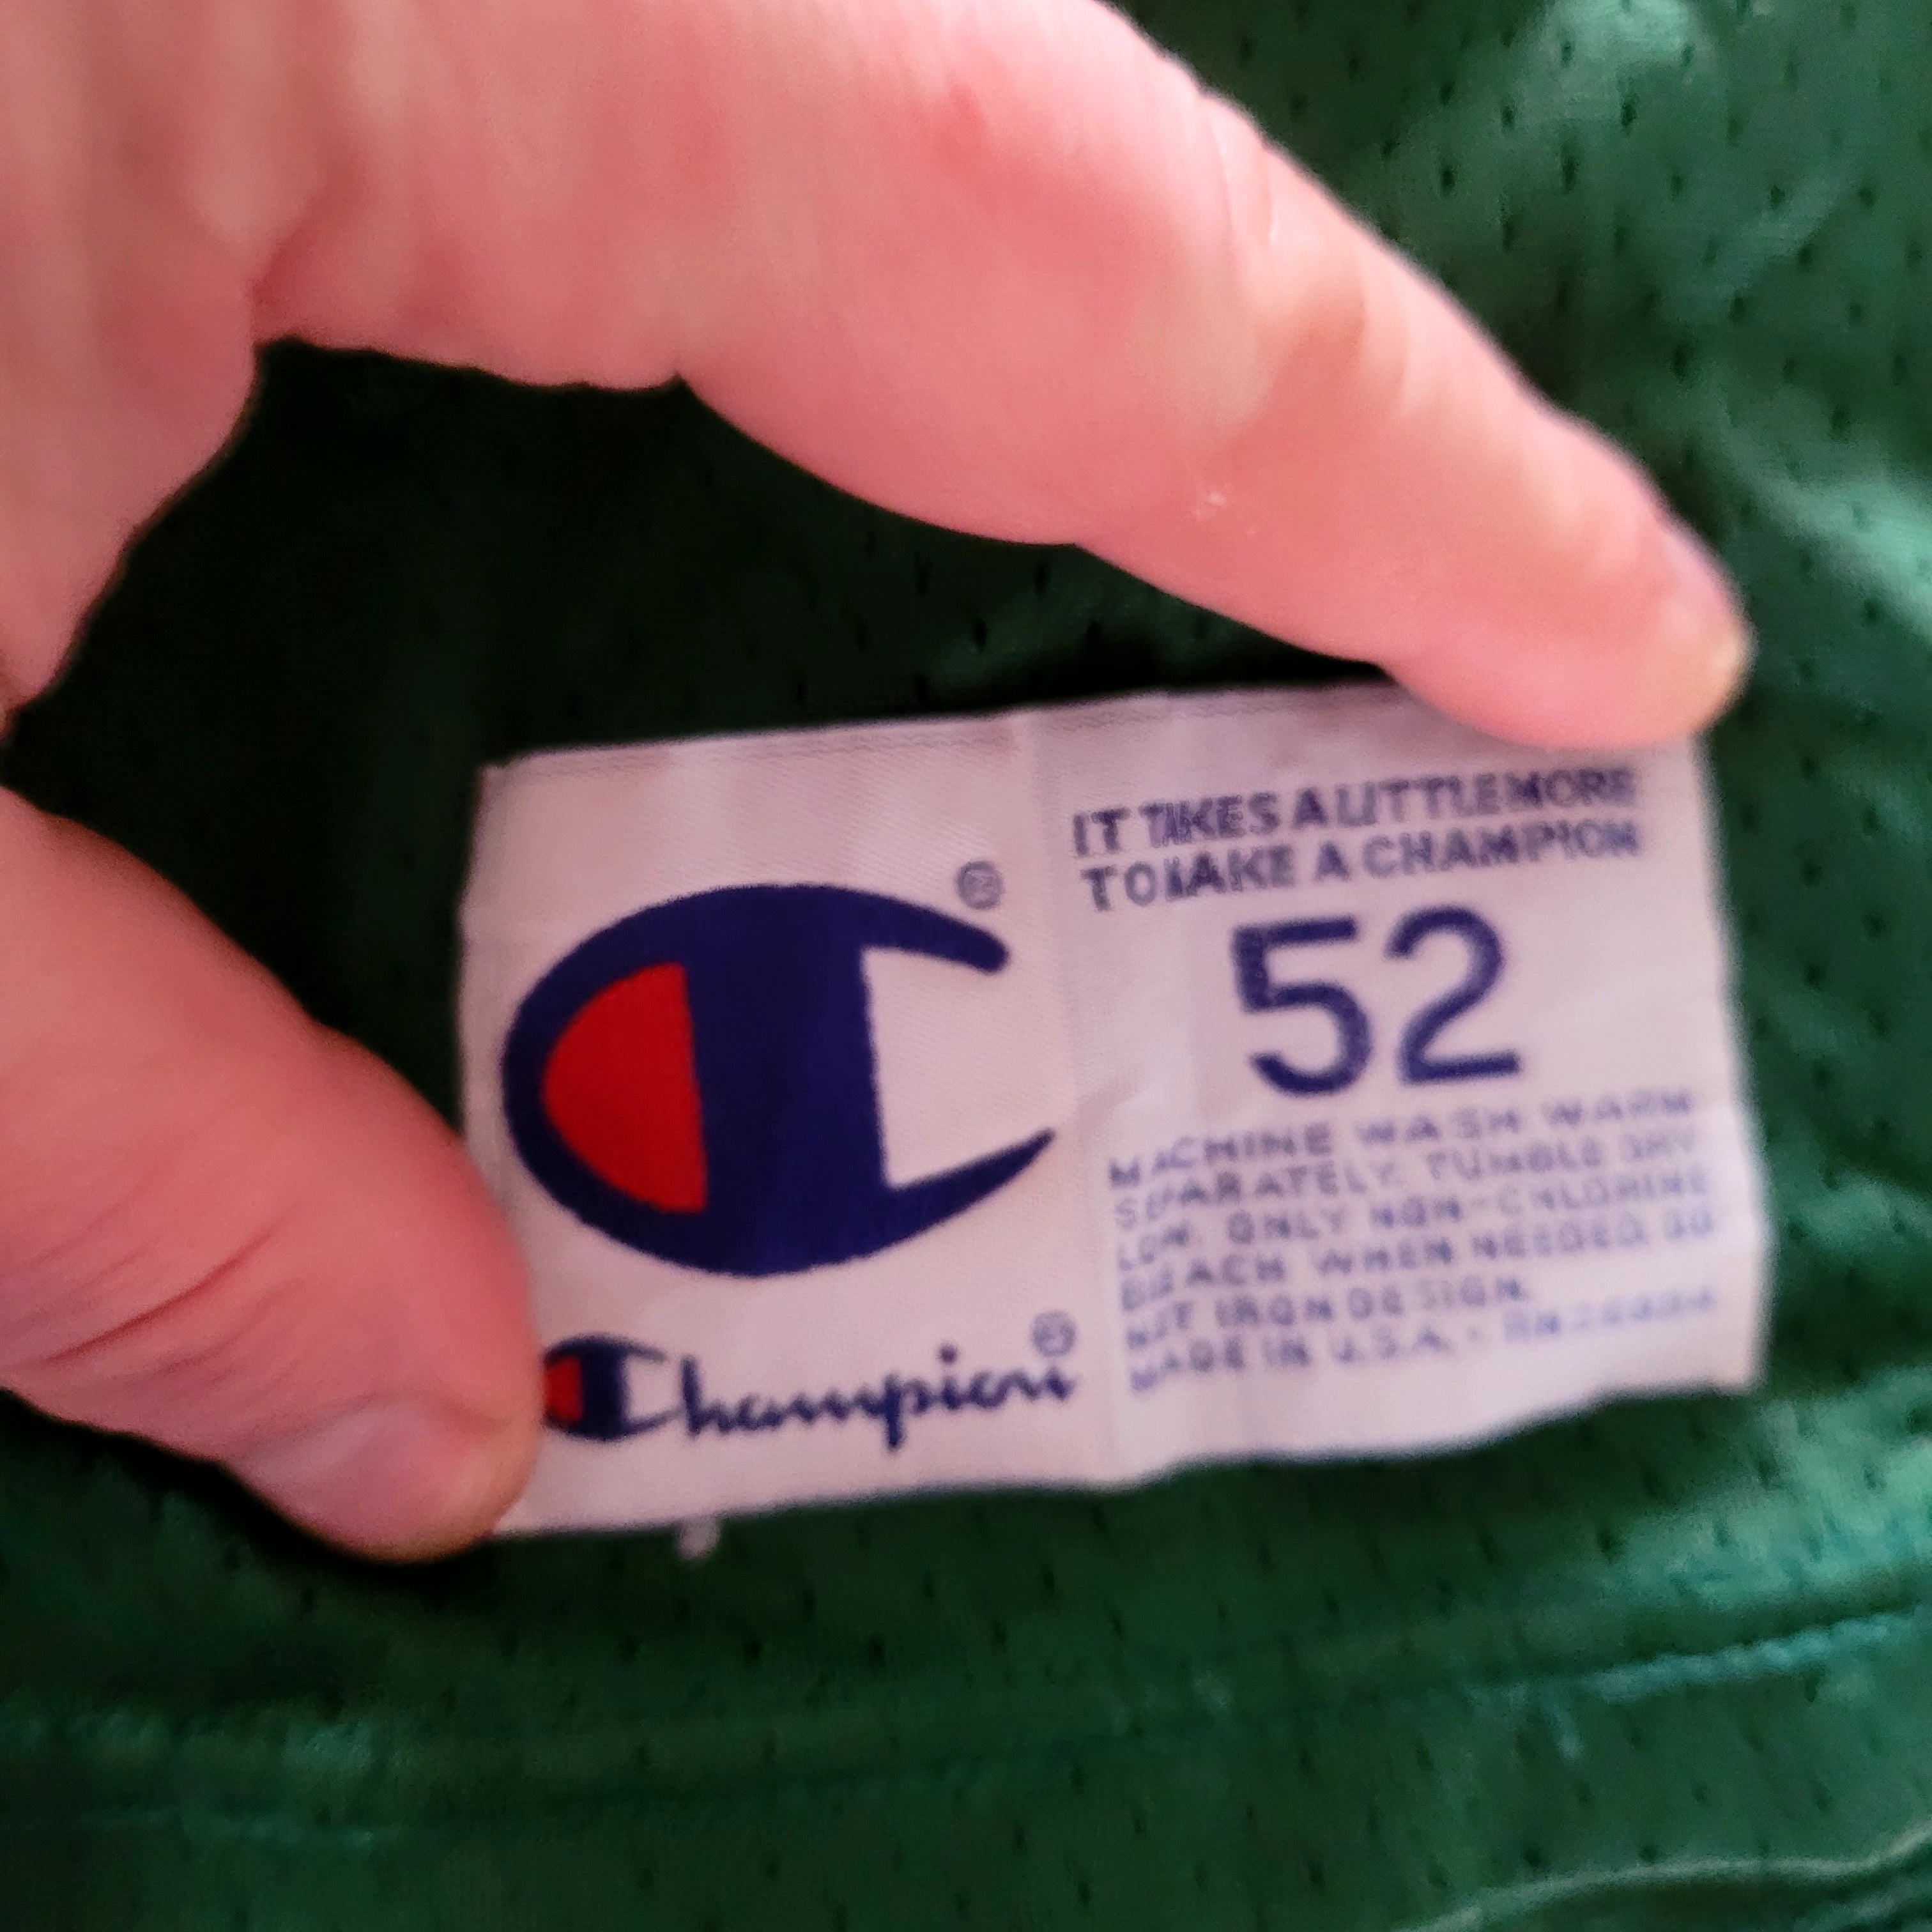 IT TAKES A LITTLE MORE
TO MAKE A CHAMPION
52
MACHINE WASH WARM
SEPARATELY. TUMBLE DRY
LOW. ONLY NON-CHLORINE
BLEACH WHEN NEEDED. DO
NOT IRON DESIGN.
MADE IN U.S.A. -
Champion®